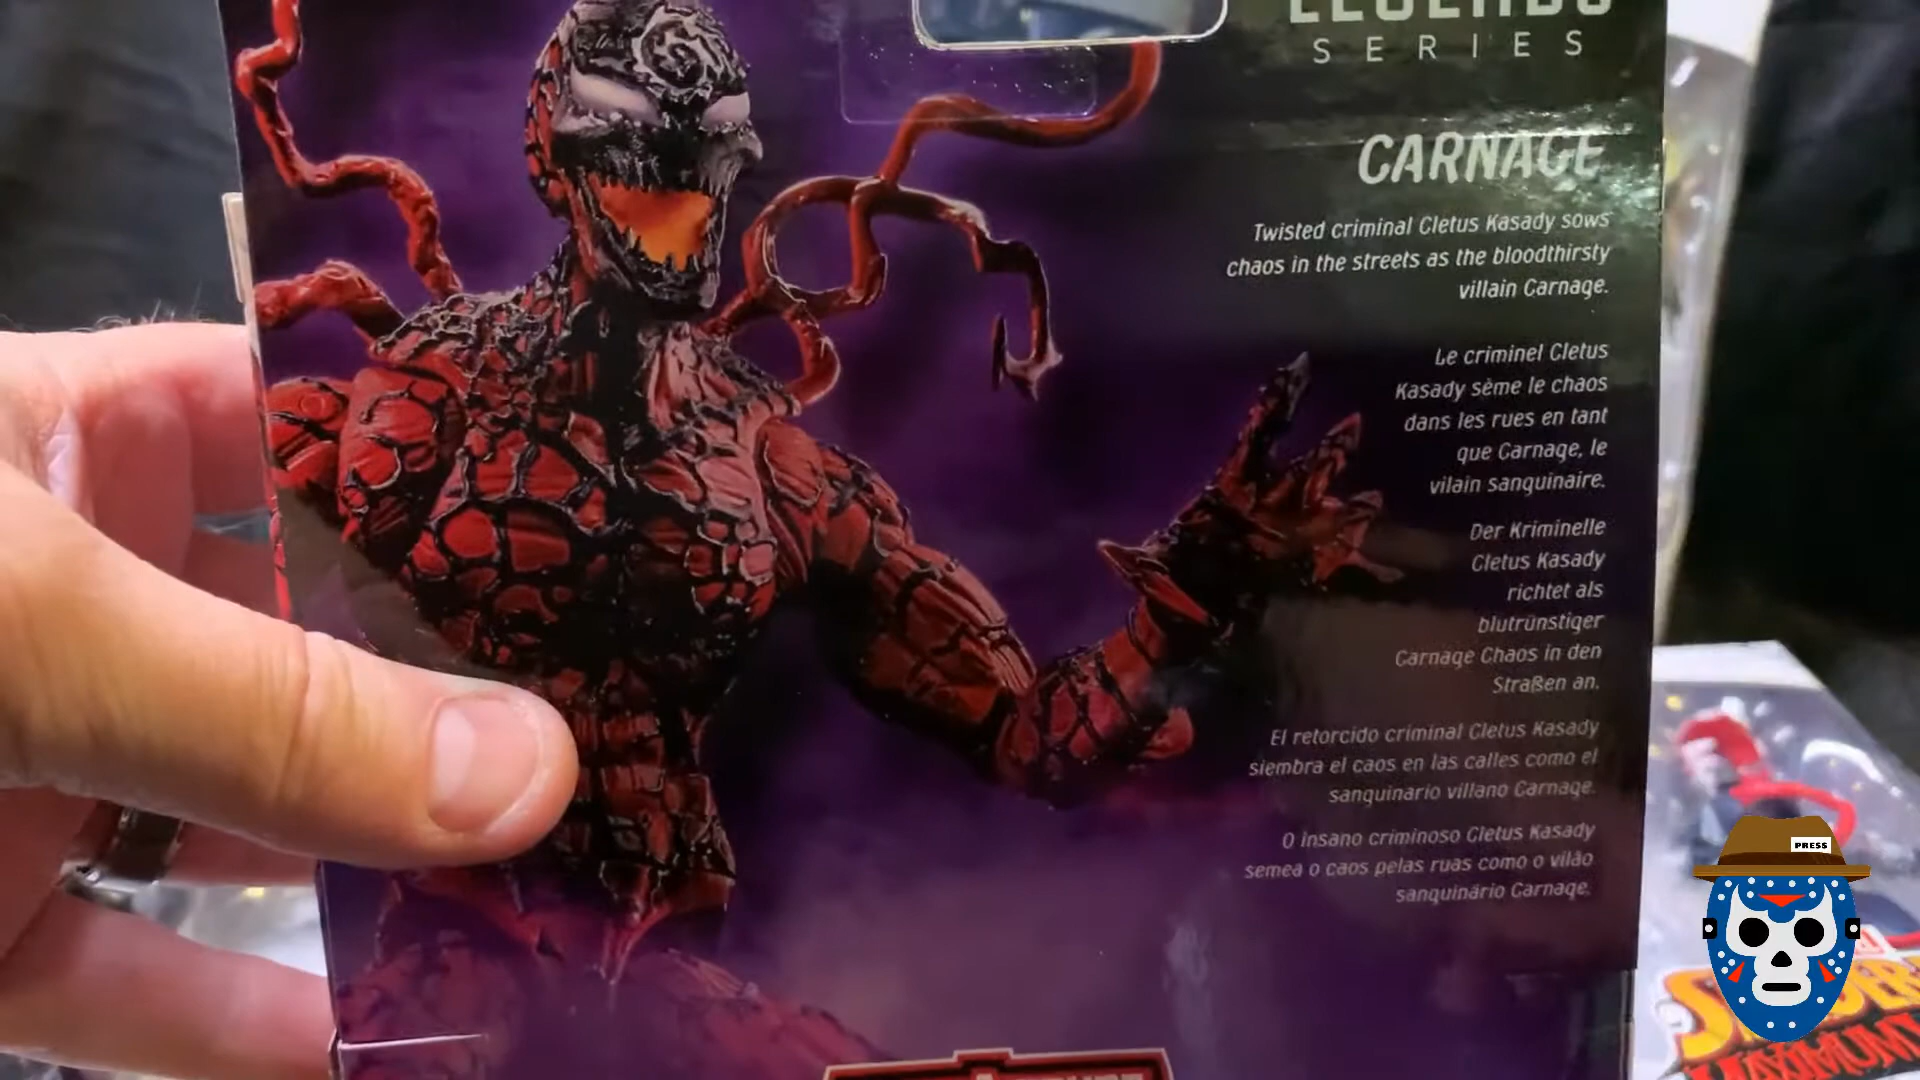 LEGENDS
SERIES
CARNAGE
Twisted criminal Cletus Kasady sows
chaos in the streets as the bloodthirsty
villain Carnage.
Le criminel Cletus
Kasady sème le chaos
dans les rues en tant
que Carnage, le
vilain sanguinaire.
Der Kriminelle
Cletus Kasady
richtet als
blutrünstiger
Carnage Chaos in den
Straßen an.
El retorcido criminal Cletus Kasady
siembra el caos en las calles como el
sanguinario villano Carnage.
O insano criminoso Cletus Kasady
semea o caos pelas ruas como o vilão
sanguinário Carnage.
PRESS